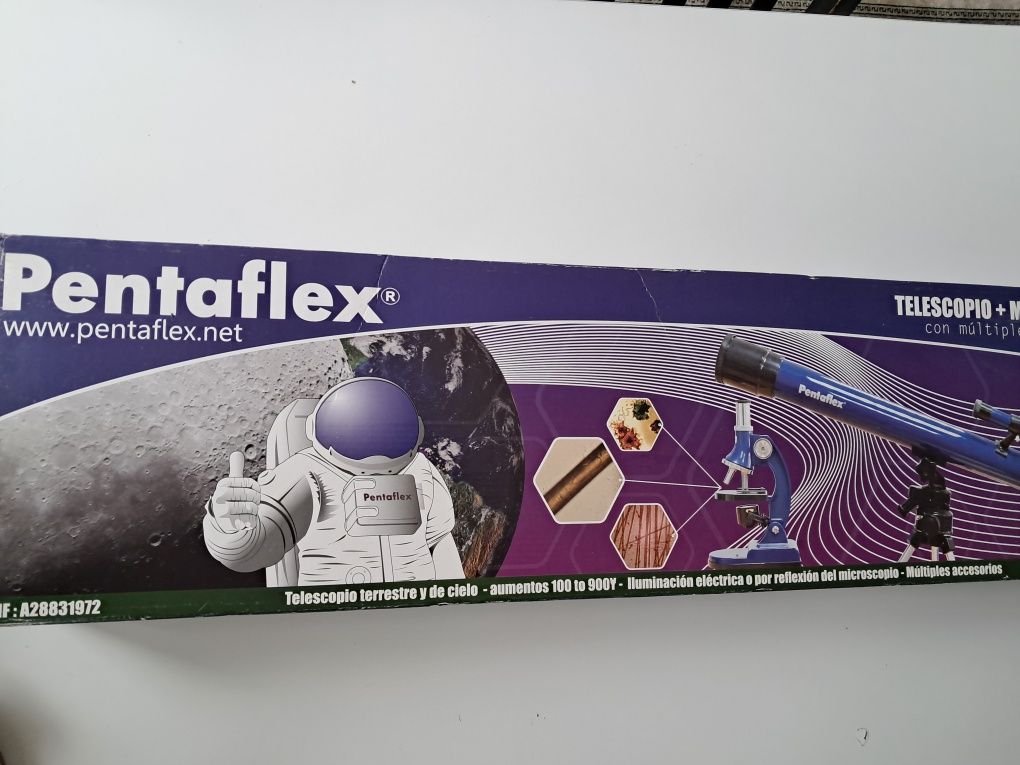 Pentaflex®
www.pentaflex.net
TELESCOPIO + M
con múltiple
Pentaflex
Pentaflex
Telescopio terrestre y de cielo - aumentos 100 to 900Y - Iluminación eléctrica o por reflexión del microscopio - Múltiples accesorios
IF : A28831972